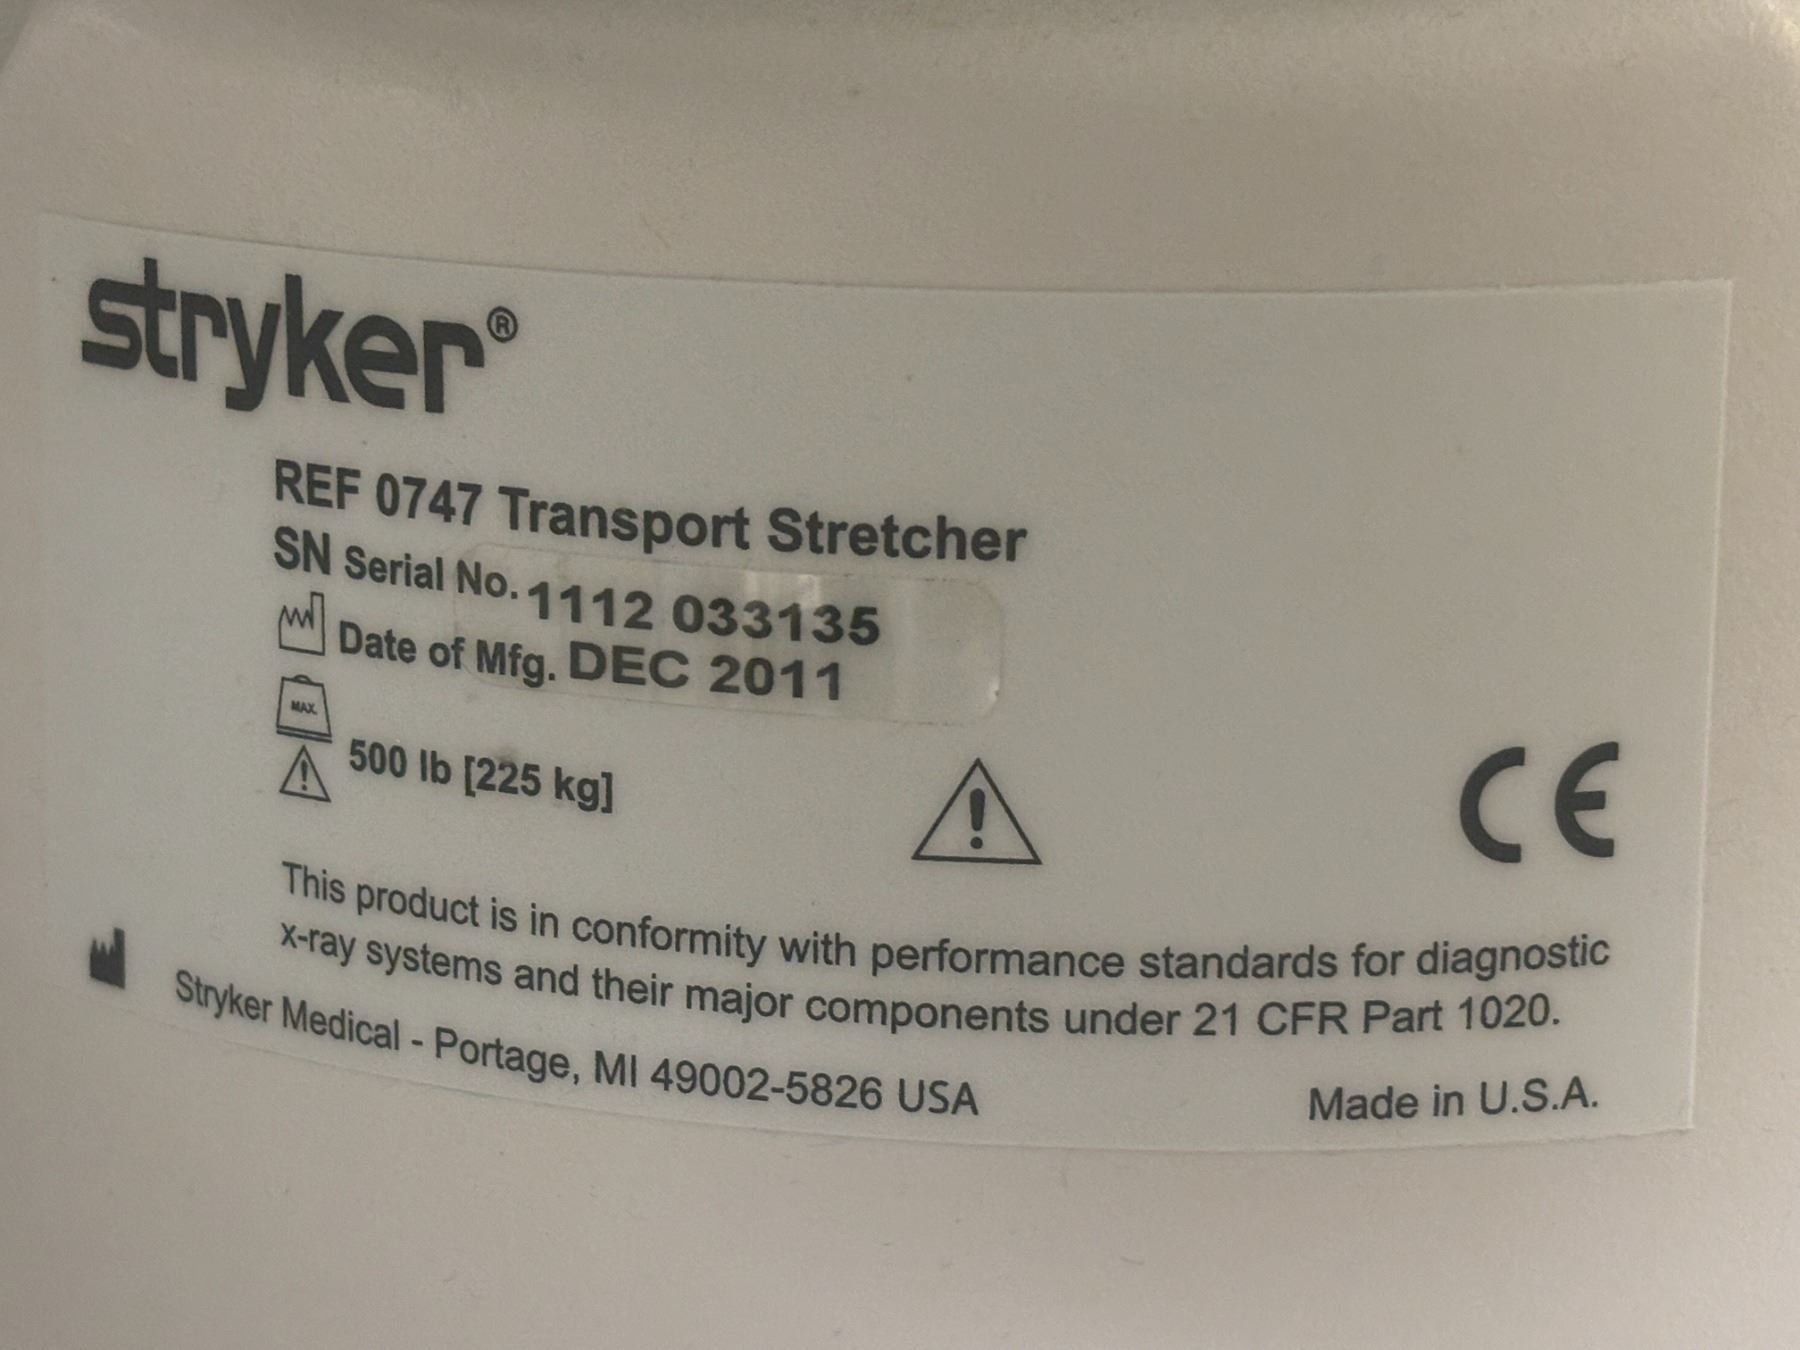 stryker®
REF 0747 Transport Stretcher
SN Serial No. 1112 033135
Date of Mfg. DEC 2011
MAX.
500 lb [225 kg]
CE
This product is in conformity with performance standards for diagnostic
x-ray systems and their major components under 21 CFR Part 1020.
Stryker Medical - Portage, MI 49002-5826 USA
Made in U.S.A.